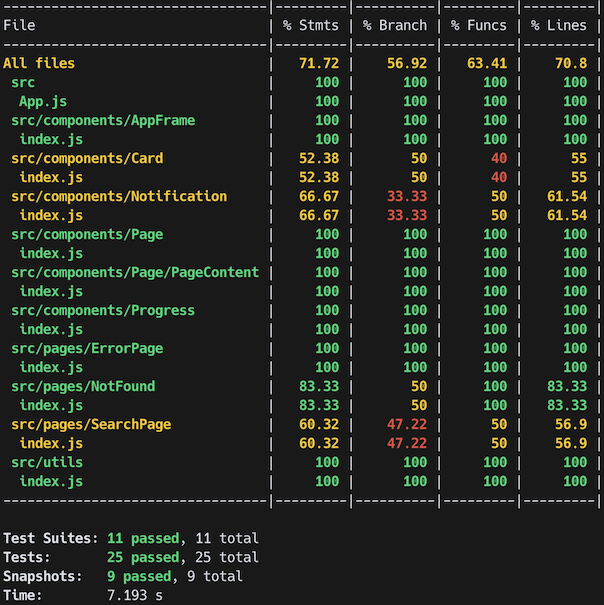 ---------------------------------|---------|----------|---------|---------|
File                             | % Stmts | % Branch | % Funcs | % Lines |
---------------------------------|---------|----------|---------|---------|
All files                        |   71.72 |    56.92 |   63.41 |    70.8 |
 src                             |     100 |      100 |     100 |     100 |
  App.js                         |     100 |      100 |     100 |     100 |
 src/components/AppFrame         |     100 |      100 |     100 |     100 |
  index.js                       |     100 |      100 |     100 |     100 |
 src/components/Card             |   52.38 |       50 |      40 |      55 |
  index.js                       |   52.38 |       50 |      40 |      55 |
 src/components/Notification     |   66.67 |    33.33 |      50 |   61.54 |
  index.js                       |   66.67 |    33.33 |      50 |   61.54 |
 src/components/Page             |     100 |      100 |     100 |     100 |
  index.js                       |     100 |      100 |     100 |     100 |
 src/components/Page/PageContent |     100 |      100 |     100 |     100 |
  index.js                       |     100 |      100 |     100 |     100 |
 src/components/Progress         |     100 |      100 |     100 |     100 |
  index.js                       |     100 |      100 |     100 |     100 |
 src/pages/ErrorPage             |     100 |      100 |     100 |     100 |
  index.js                       |     100 |      100 |     100 |     100 |
 src/pages/NotFound              |   83.33 |       50 |     100 |   83.33 |
  index.js                       |   83.33 |       50 |     100 |   83.33 |
 src/pages/SearchPage            |   60.32 |    47.22 |      50 |    56.9 |
  index.js                       |   60.32 |    47.22 |      50 |    56.9 |
 src/utils                       |     100 |      100 |     100 |     100 |
  index.js                       |     100 |      100 |     100 |     100 |
---------------------------------|---------|----------|---------|---------|
Test Suites: 11 passed, 11 total
Tests:       25 passed, 25 total
Snapshots:   9 passed, 9 total
Time:        7.193 s